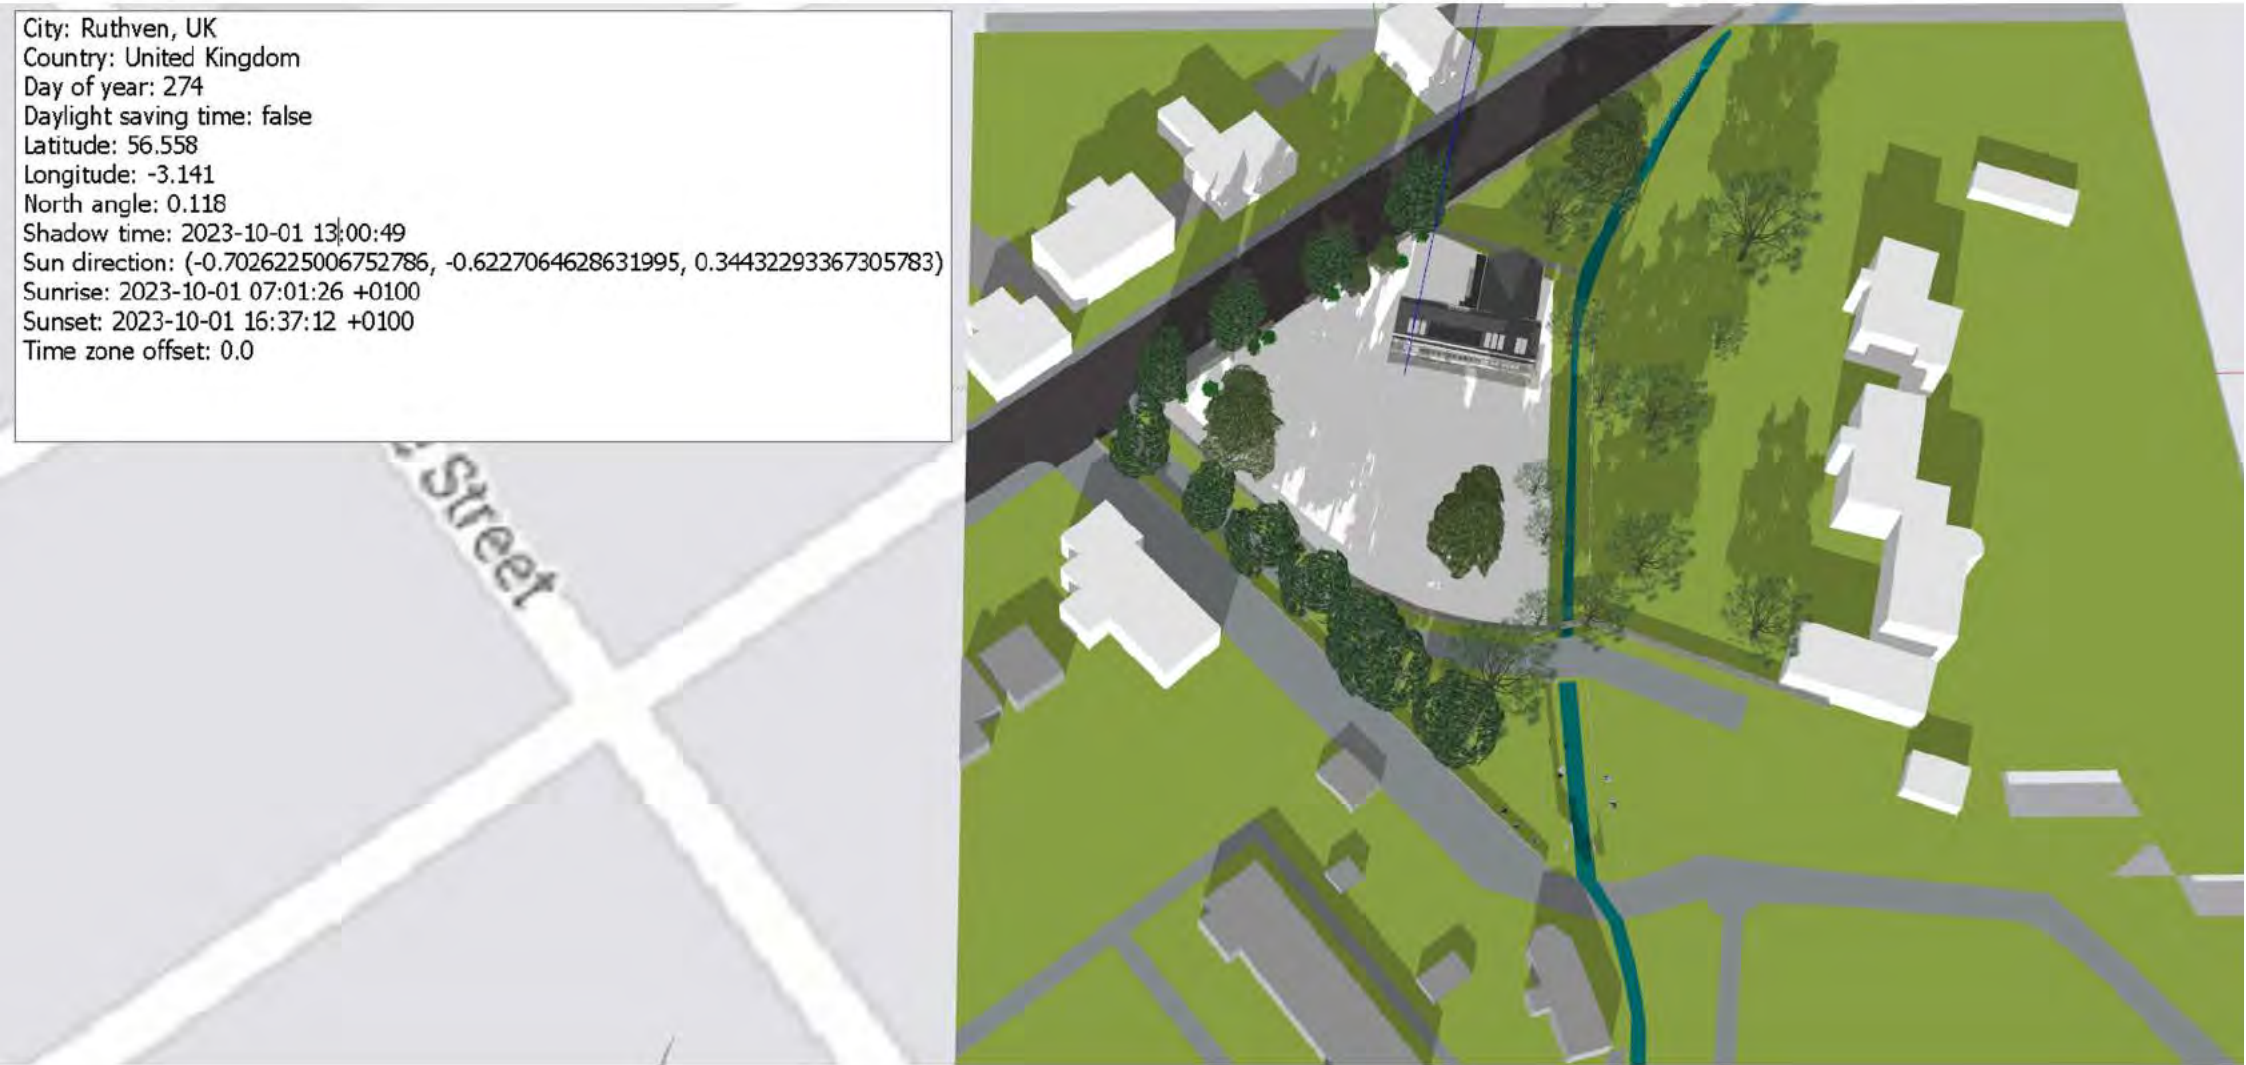 City: Ruthven, UK
Country: United Kingdom
Day of year: 274
Daylight saving time: false
Latitude: 56.558
Longitude: -3.141
North angle: 0.118
Shadow time: 2023-10-01 13:00:49
Sun direction: (-0.7026225006752786, -0.6227064628631995, 0.344322933367305783)
Sunrise: 2023-10-01 07:01:26 +0100
Sunset: 2023-10-01 16:37:12 +0100
Time zone offset: 0.0
Street